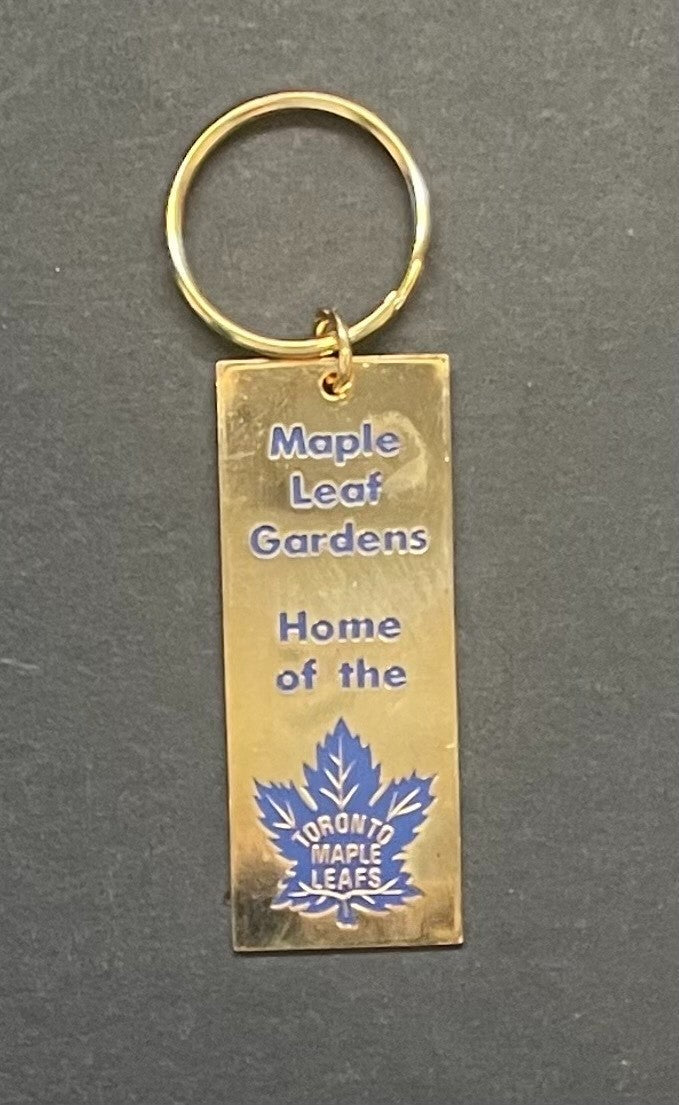 Maple
Leaf
Gardens
Home
of the
TORONTO
MAPLE
LEAFS